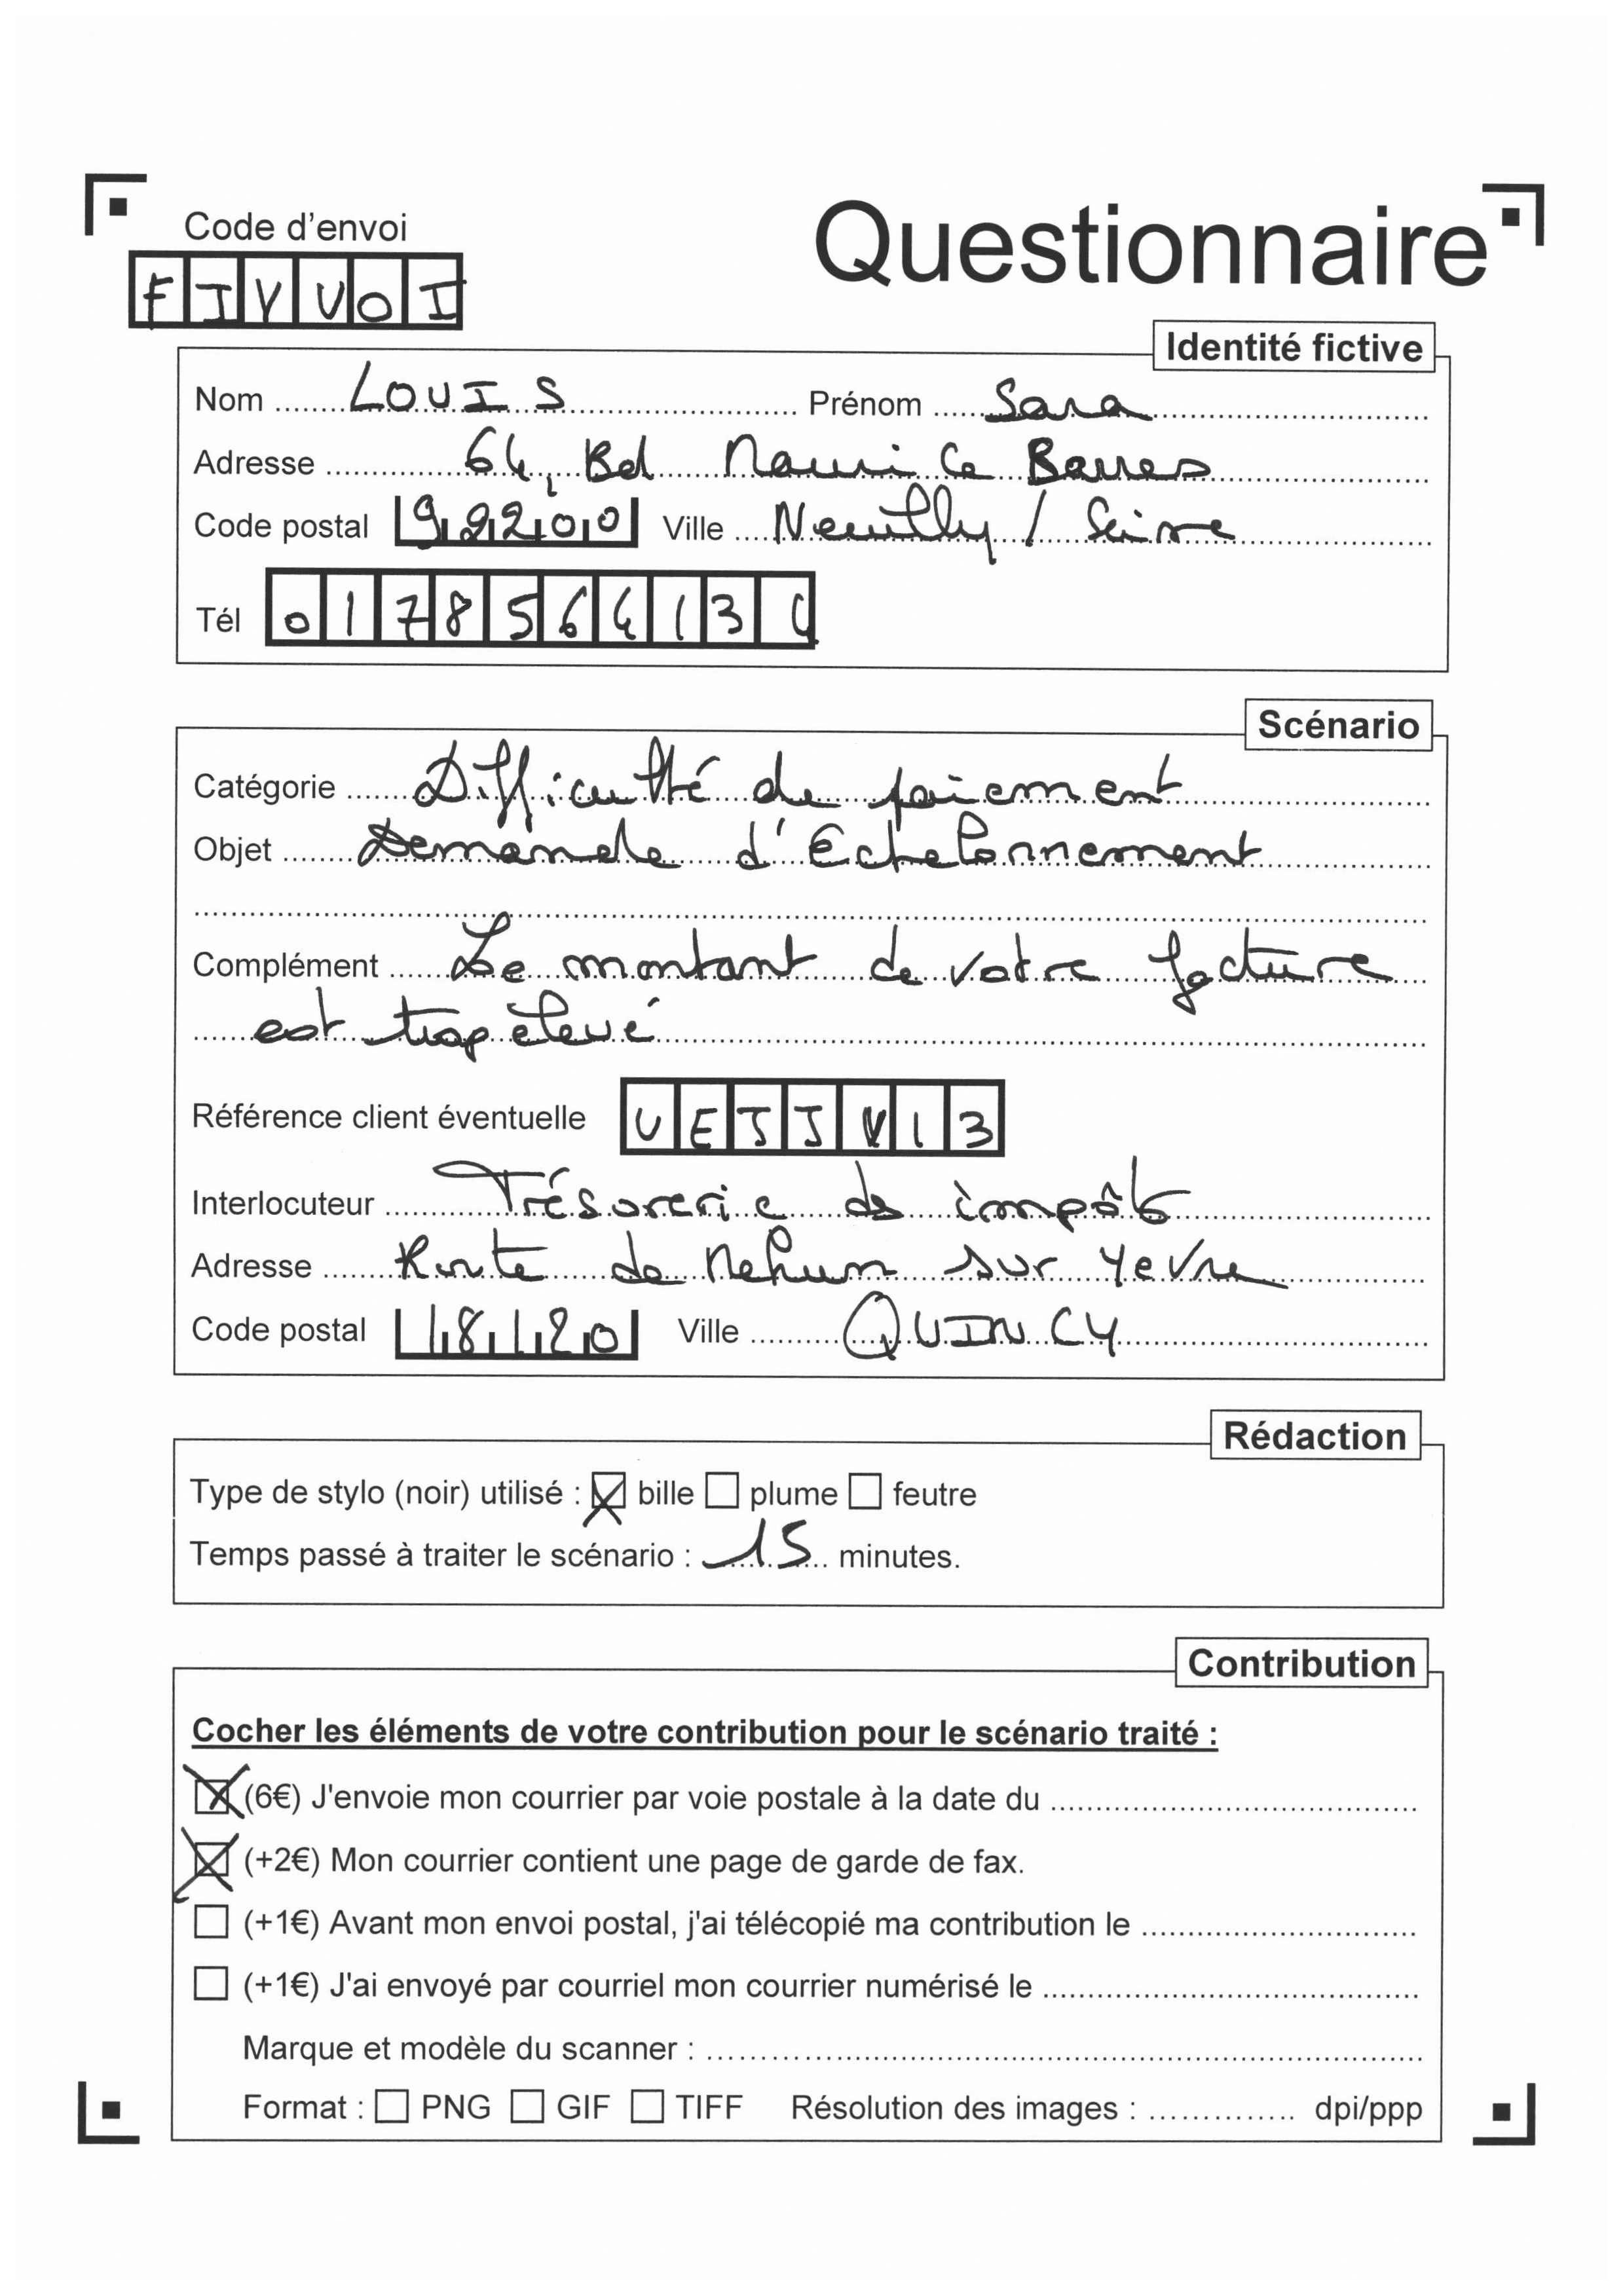 Code d'envoi
Questionnaire
FJYVOI
Identité fictive
Nom LOUIS Prénom Sara
Adresse 64, Bd Maurice Barres
Code postal 92200 Ville Neuilly / Seine
Tél 0178564134
Scénario
Catégorie Difficulté de paiement
Objet Demande d'Echelonnement
Complément Le montant de votre facture
est trop élevé
Référence client éventuelle UEJJV13
Interlocuteur Trésorerie des impôts
Adresse Route de Mehun sur Yevre
Code postal 18120 Ville QUINCY
Rédaction
Type de stylo (noir) utilisé : bille plume feutre
Temps passé à traiter le scénario : 15 minutes.
Contribution
Cocher les éléments de votre contribution pour le scénario traité :
(6€) J'envoie mon courrier par voie postale à la date du
(+2€) Mon courrier contient une page de garde de fax.
(+1€) Avant mon envoi postal, j'ai télécopié ma contribution le
(+1€) J'ai envoyé par courriel mon courrier numérisé le
Marque et modèle du scanner :
Format : PNG GIF TIFF Résolution des images : dpi/ppp